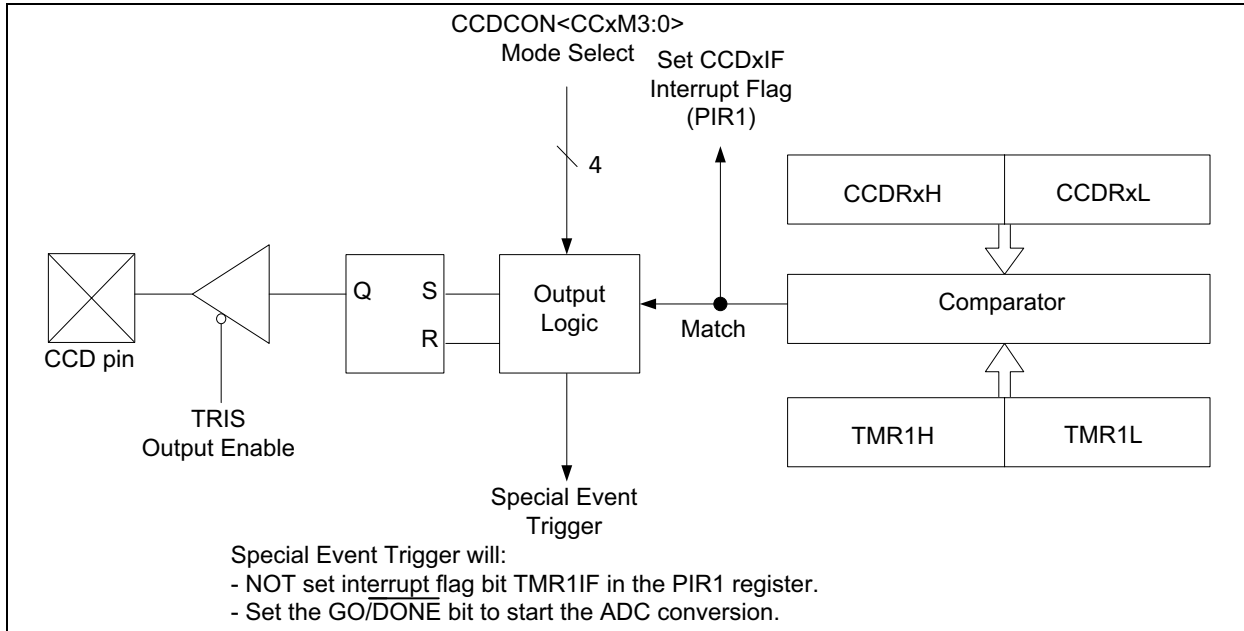 CCDCON<CCxM3:0>
Mode Select
Set CCDxIF
Interrupt Flag
(PIR1)
4
CCDRxH
CCDRxL
Q
S
R
Output
Logic
Match
Comparator
CCD pin
TRIS
Output Enable
TMR1H
TMR1L
Special Event
Trigger
Special Event Trigger will:
- NOT set interrupt flag bit TMR1IF in the PIR1 register.
- Set the GO/D̅O̅N̅E̅ bit to start the ADC conversion.